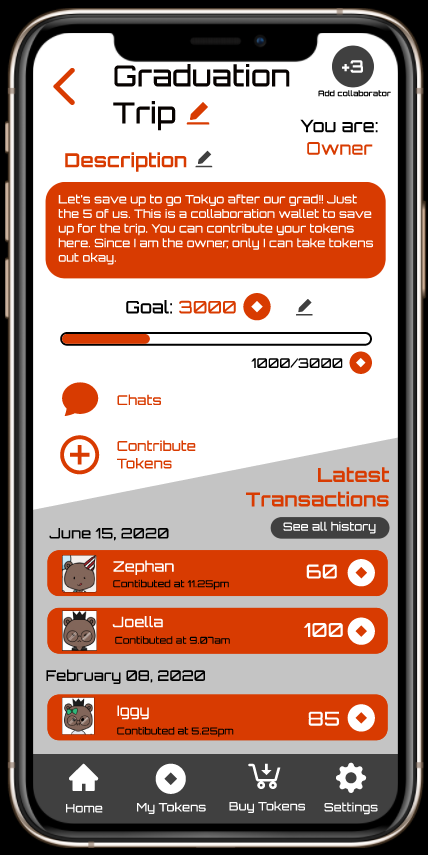 Graduation
Trip
+3
Add collaborator
You are:
Owner
Description
Let's save up to go Tokyo after our grad!! Just
the 5 of us. This is a collaboration wallet to save
up for the trip. You can contribute your tokens
here. Since I am the owner, only I can take tokens
out okay.
Goal: 3000
1000/3000
Chats
Contribute
Tokens
Latest
Transactions
See all history
June 15, 2020
Zephan
Contibuted at 11.25pm
60
Joella
Contibuted at 9.07am
100
February 08, 2020
Iggy
Contibuted at 5.25pm
85
Home
My Tokens
Buy Tokens
Settings